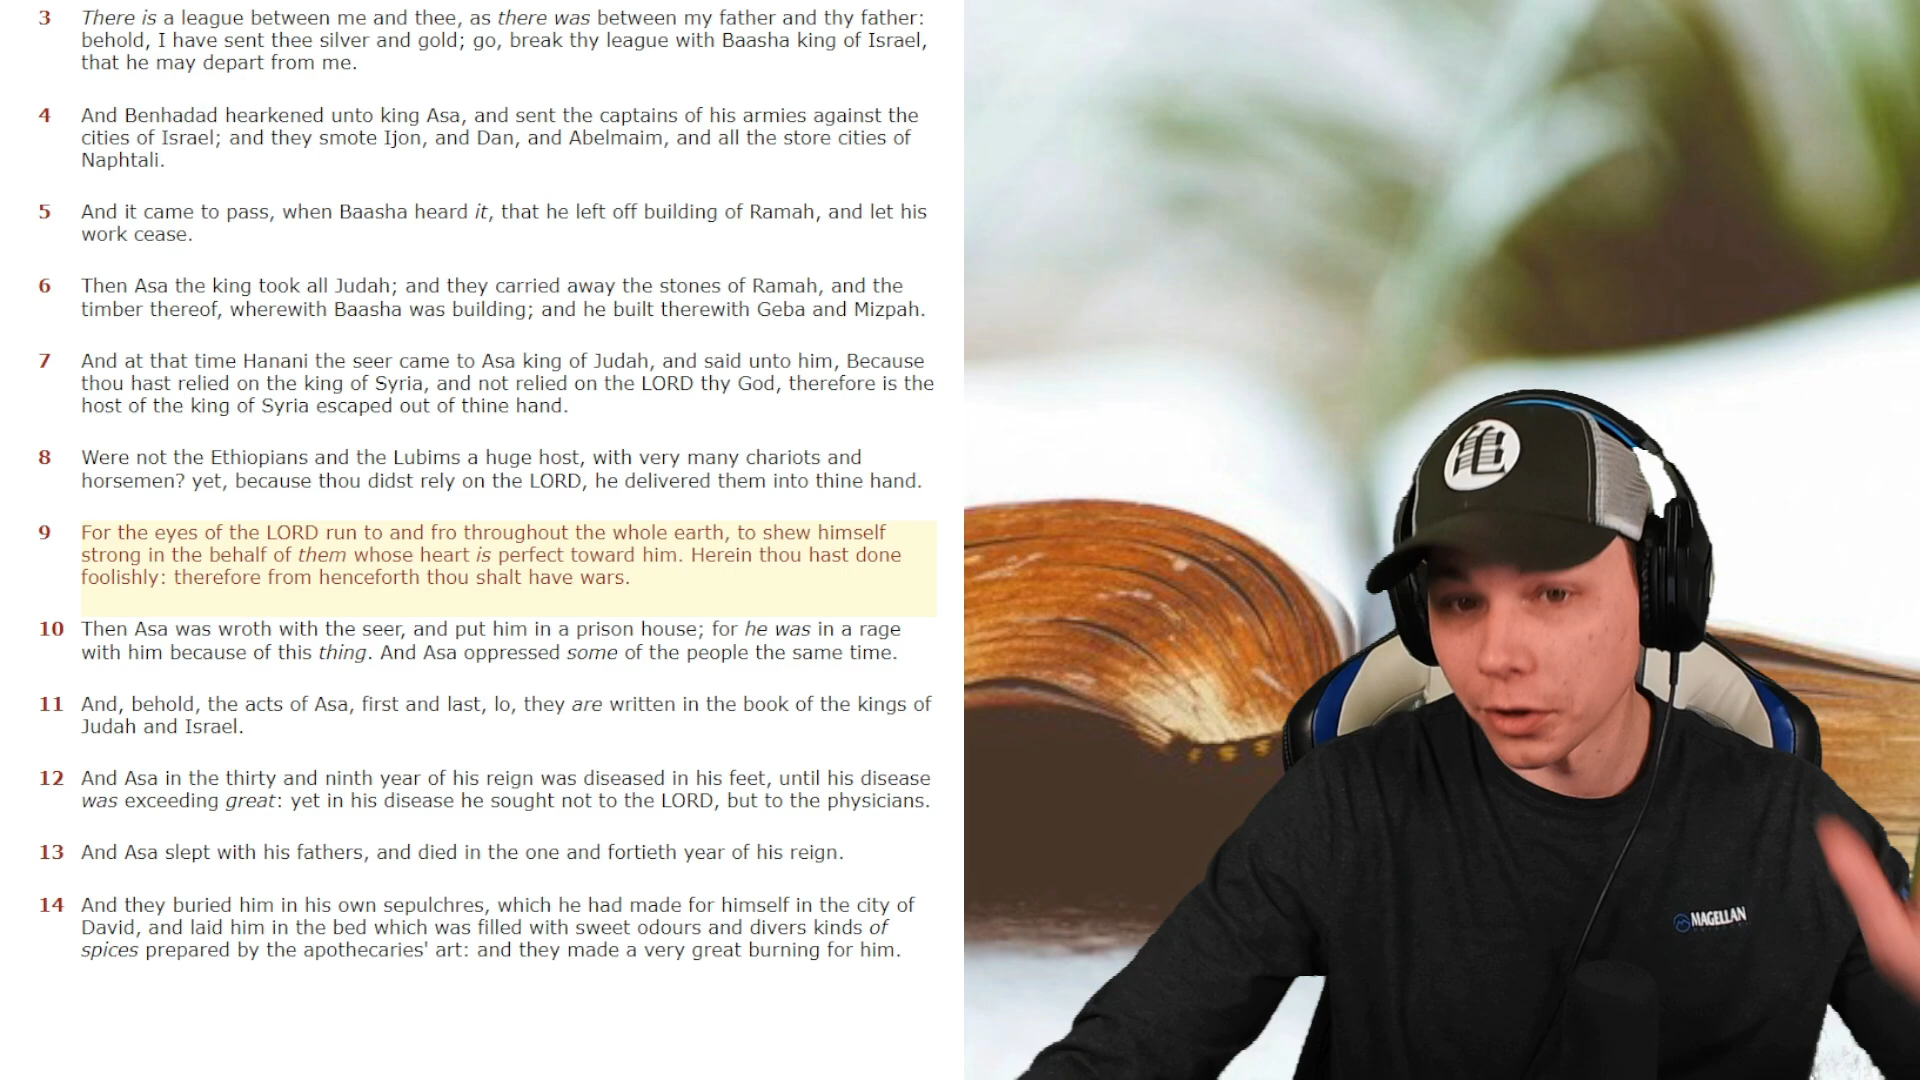 3 There is a league between me and thee, as there was between my father and thy father:
behold, I have sent thee silver and gold; go, break thy league with Baasha king of Israel,
that he may depart from me.
4 And Benhadad hearkened unto king Asa, and sent the captains of his armies against the
cities of Israel; and they smote Ijon, and Dan, and Abelmaim, and all the store cities of
Naphtali.
5 And it came to pass, when Baasha heard it, that he left off building of Ramah, and let his
work cease.
6 Then Asa the king took all Judah; and they carried away the stones of Ramah, and the
timber thereof, wherewith Baasha was building; and he built therewith Geba and Mizpah.
7 And at that time Hanani the seer came to Asa king of Judah, and said unto him, Because
thou hast relied on the king of Syria, and not relied on the LORD thy God, therefore is the
host of the king of Syria escaped out of thine hand.
8 Were not the Ethiopians and the Lubims a huge host, with very many chariots and
horsemen? yet, because thou didst rely on the LORD, he delivered them into thine hand.
9 For the eyes of the LORD run to and fro throughout the whole earth, to shew himself
strong in the behalf of them whose heart is perfect toward him. Herein thou hast done
foolishly: therefore from henceforth thou shalt have wars.
10 Then Asa was wroth with the seer, and put him in a prison house; for he was in a rage
with him because of this thing. And Asa oppressed some of the people the same time.
11 And, behold, the acts of Asa, first and last, lo, they are written in the book of the kings of
Judah and Israel.
12 And Asa in the thirty and ninth year of his reign was diseased in his feet, until his disease
was exceeding great: yet in his disease he sought not to the LORD, but to the physicians.
13 And Asa slept with his fathers, and died in the one and fortieth year of his reign.
14 And they buried him in his own sepulchres, which he had made for himself in the city of
David, and laid him in the bed which was filled with sweet odours and divers kinds of
spices prepared by the apothecaries' art: and they made a very great burning for him.
MAGELLAN